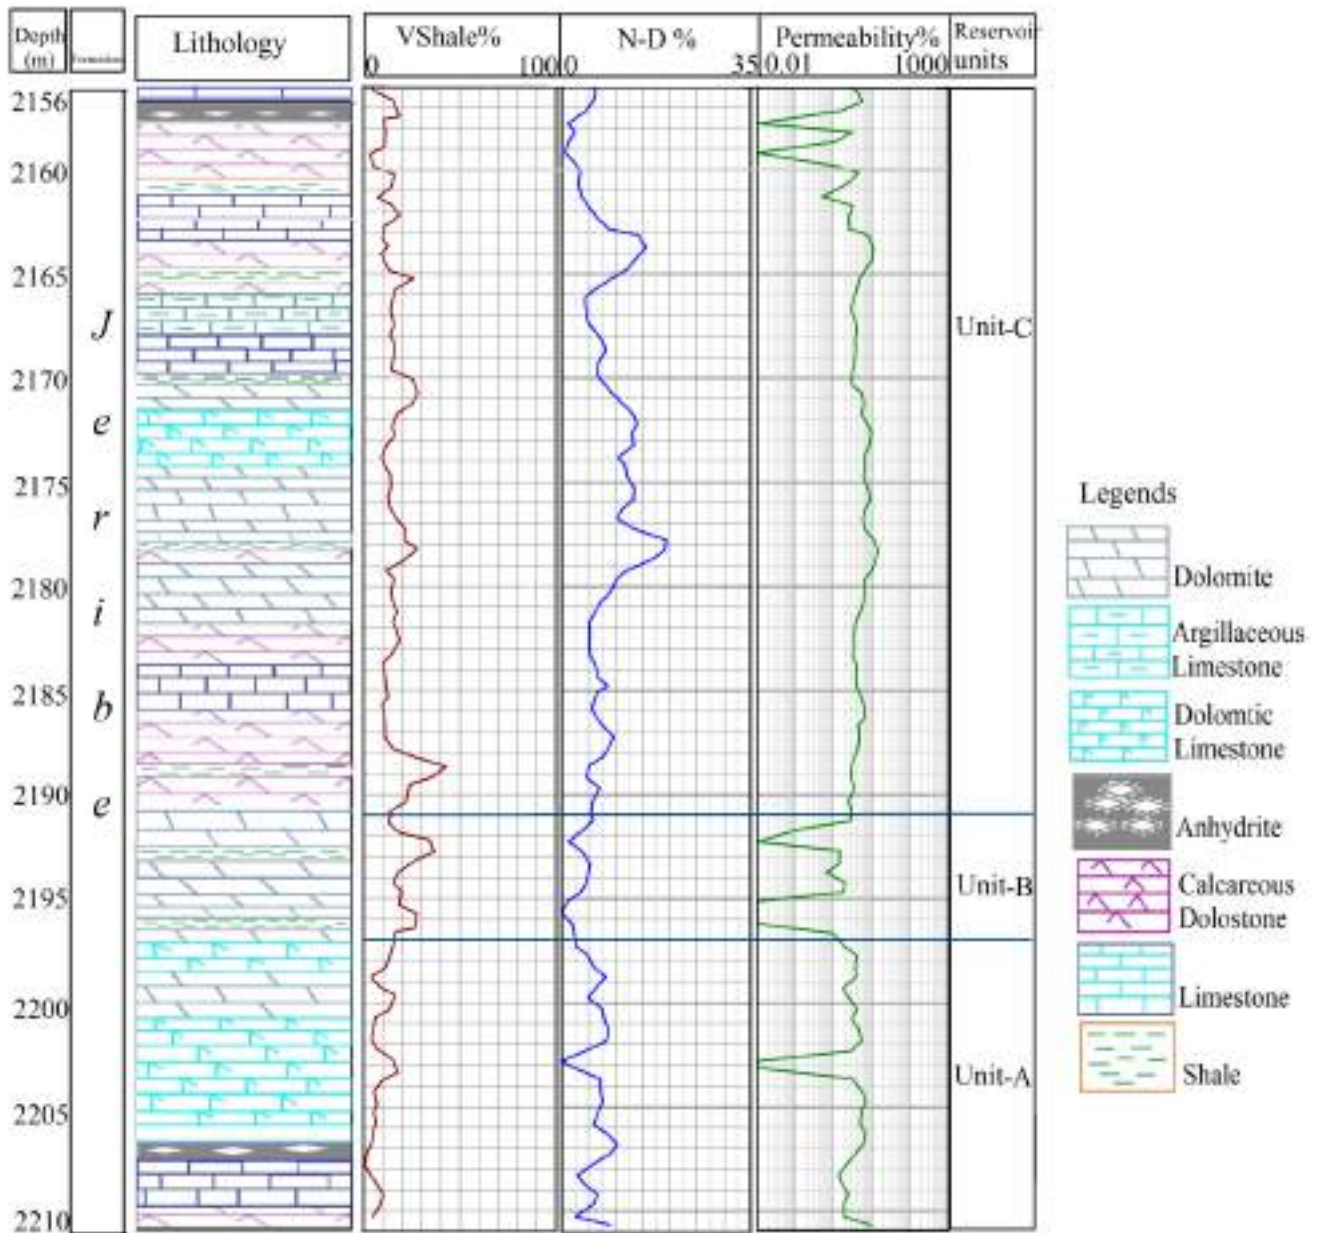 Depth
(m)
Formation
Lithology
VShale%
0 100
N-D %
0 35
Permeability%
0.01 1000
Reservoir
units
2156
2160
2165
2170
2175
2180
2185
2190
2195
2200
2205
2210
J
e
r
i
b
e
Unit-C
Unit-B
Unit-A
Legends
Dolomite
Argillaceous
Limestone
Dolomtic
Limestone
Anhydrite
Calcareous
Dolostone
Limestone
Shale